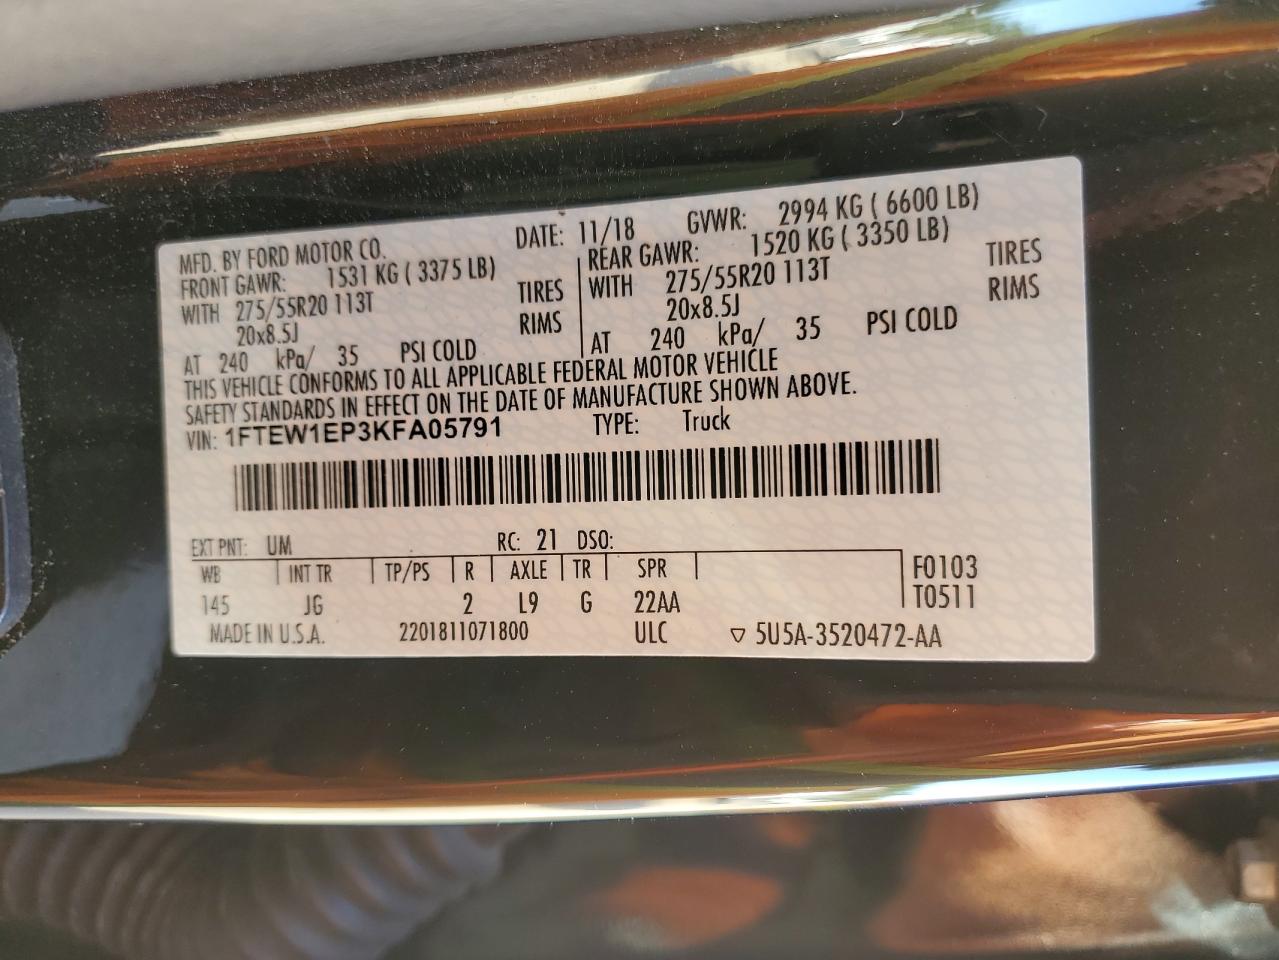 MFD. BY FORD MOTOR CO. DATE: 11/18 GVWR: 2994 KG ( 6600 LB)
FRONT GAWR: 1531 KG ( 3375 LB) REAR GAWR: 1520 KG ( 3350 LB)
WITH 275/55R20 113T TIRES WITH 275/55R20 113T TIRES
20x8.5J RIMS 20x8.5J RIMS
AT 240 kPa/ 35 PSI COLD AT 240 kPa/ 35 PSI COLD
THIS VEHICLE CONFORMS TO ALL APPLICABLE FEDERAL MOTOR VEHICLE
SAFETY STANDARDS IN EFFECT ON THE DATE OF MANUFACTURE SHOWN ABOVE.
VIN: 1FTEW1EP3KFA05791 TYPE: Truck
EXT PNT: UM RC: 21 DSO:
WB INT TR TP/PS R AXLE TR SPR F0103
145 JG 2 L9 G 22AA T0511
MADE IN U.S.A. 2201811071800 ULC ▽ 5U5A-3520472-AA